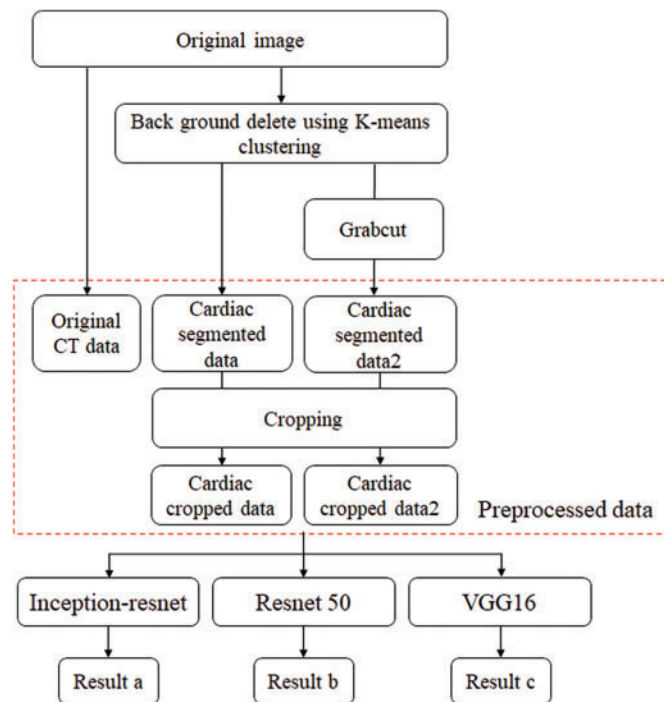 Original image
Back ground delete using K-means
clustering
Grabcut
Original
CT data
Cardiac
segmented
data
Cardiac
segmented
data2
Cropping
Cardiac
cropped data
Cardiac
cropped data2
Preprocessed data
Inception-resnet
Resnet 50
VGG16
Result a
Result b
Result c